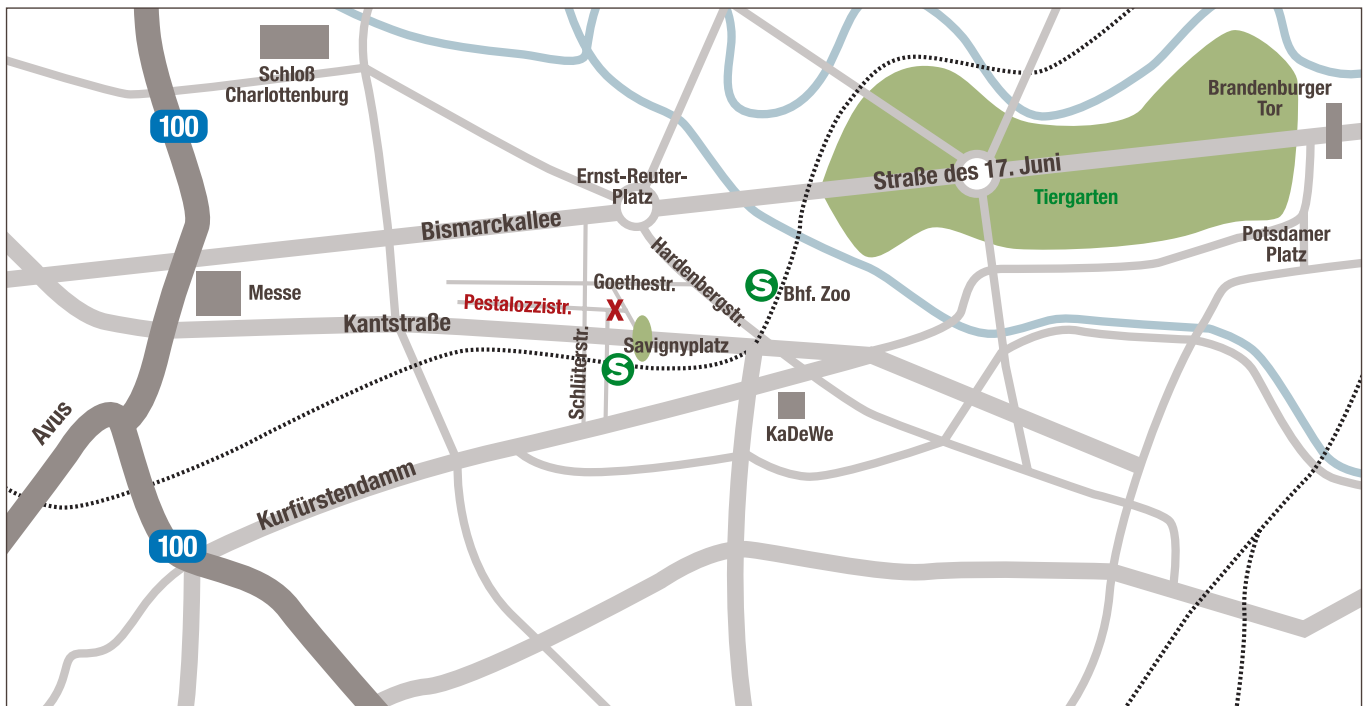 Schloß
Charlottenburg
100
Brandenburger
Tor
Ernst-Reuter-
Platz
Straße des 17. Juni
Tiergarten
Bismarckallee
Potsdamer
Platz
Hardenbergstr.
Goethestr.
S
Bhf. Zoo
Messe
Pestalozzistr.
X
Kantstraße
Savignyplatz
Schlüterstr.
S
Avus
KaDeWe
Kurfürstendamm
100